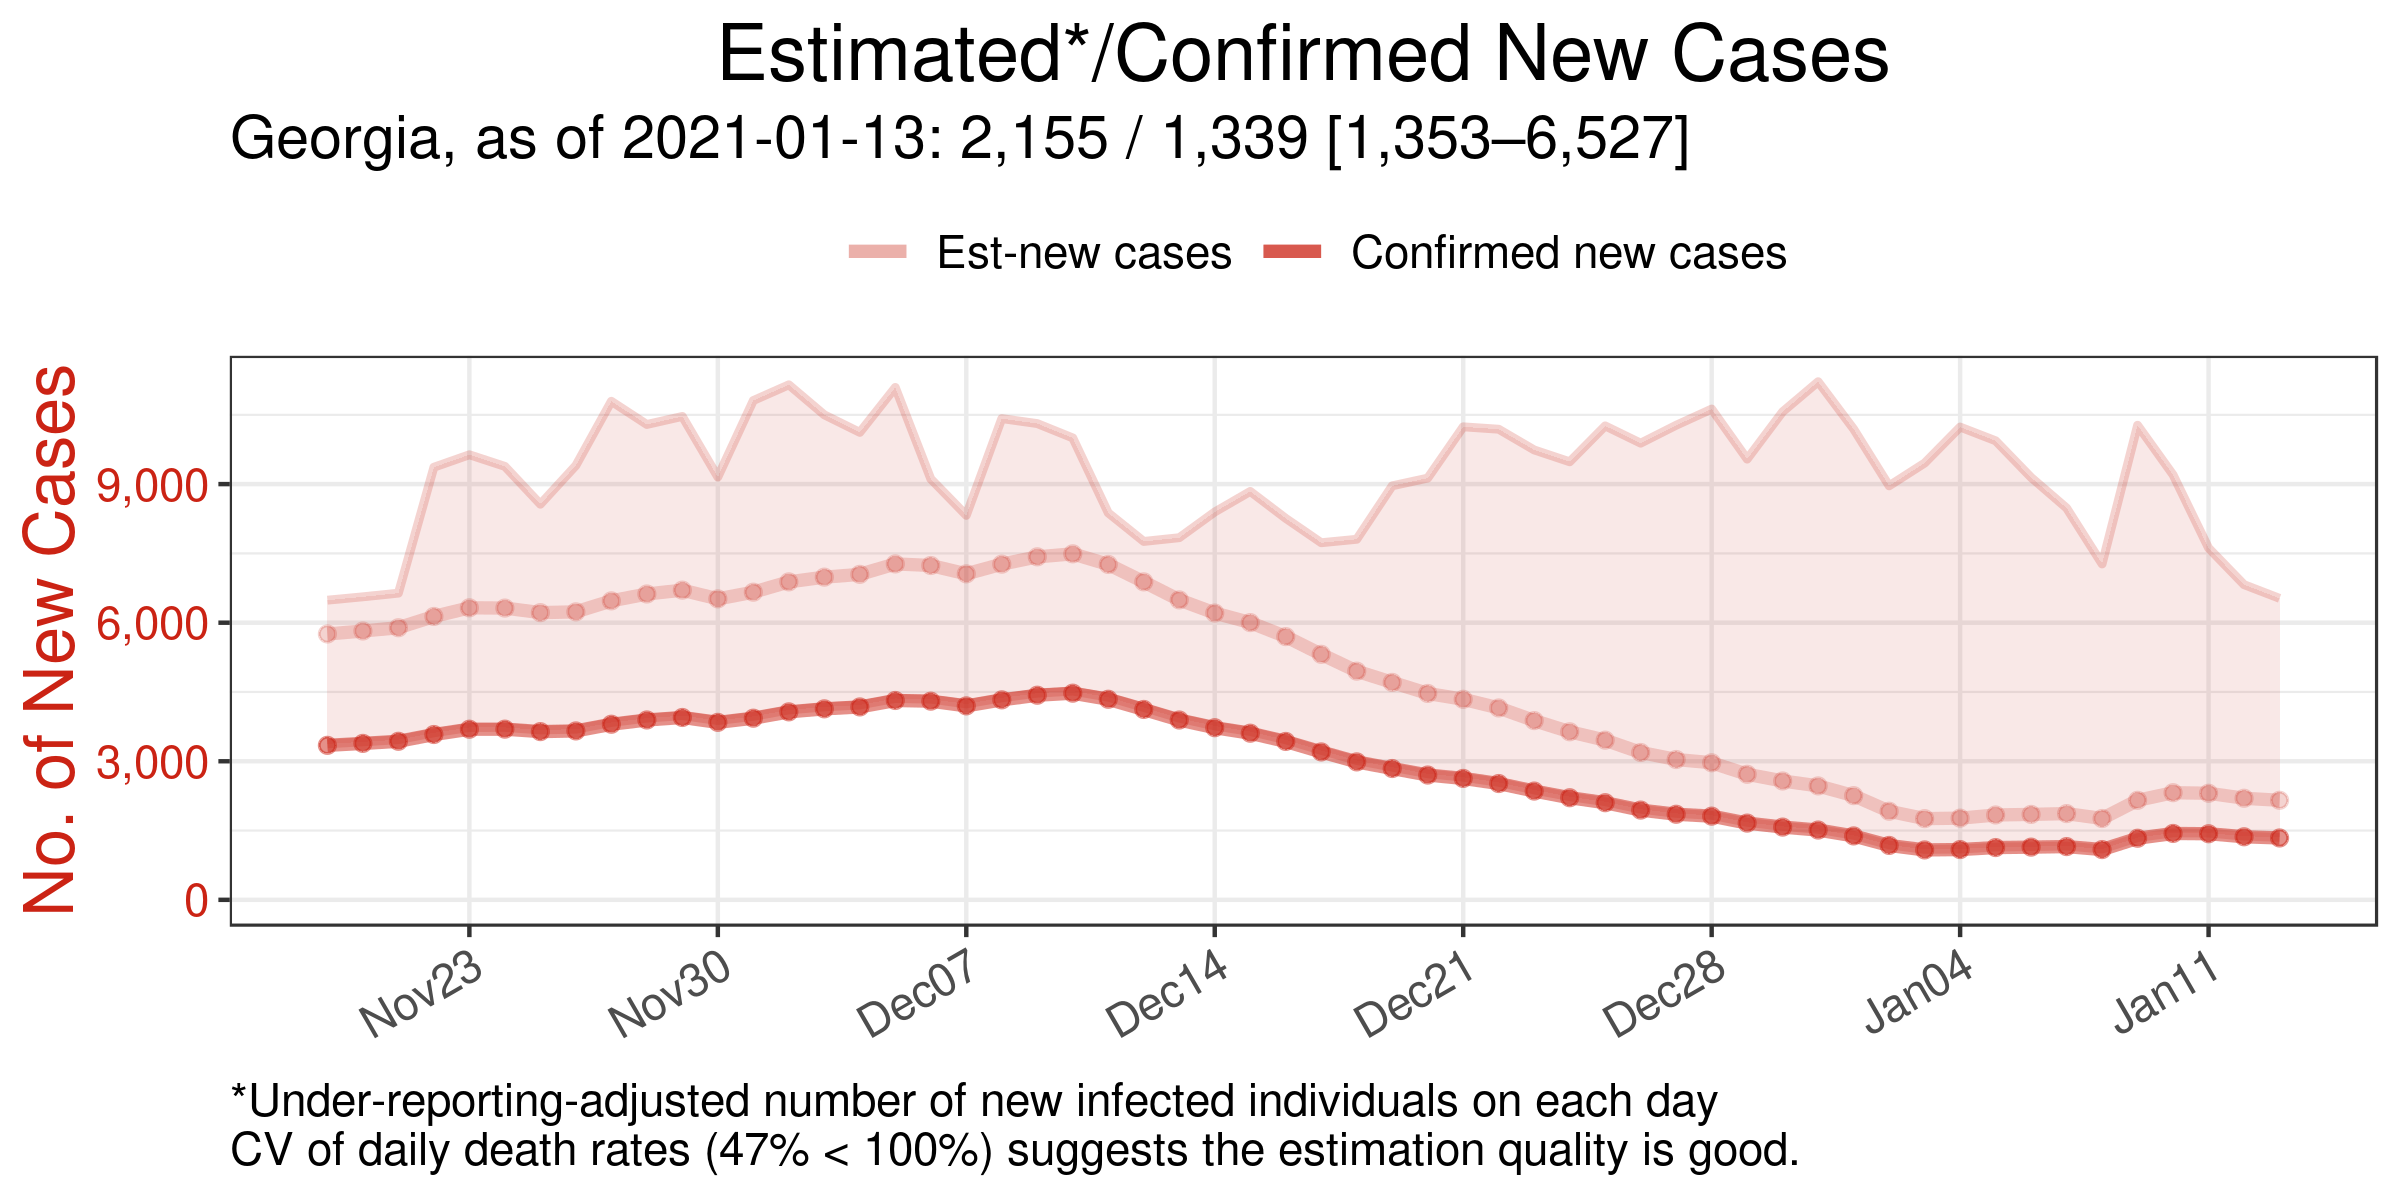 Estimated*/Confirmed New Cases
Georgia, as of 2021-01-13: 2,155 / 1,339 [1,353–6,527]
Est-new cases
Confirmed new cases
No. of New Cases
9,000
6,000
3,000
0
Nov23
Nov30
Dec07
Dec14
Dec21
Dec28
Jan04
Jan11
*Under-reporting-adjusted number of new infected individuals on each day
CV of daily death rates (47% < 100%) suggests the estimation quality is good.